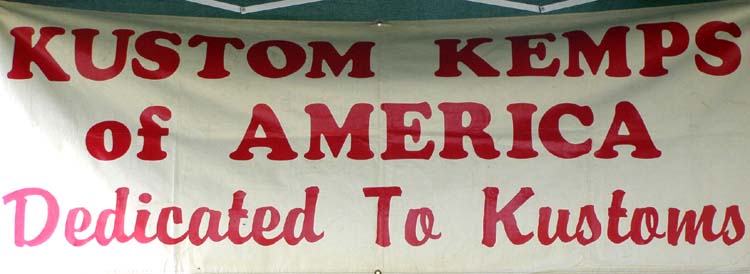 KUSTOM KEMPS
of AMERICA
Dedicated To Kustoms